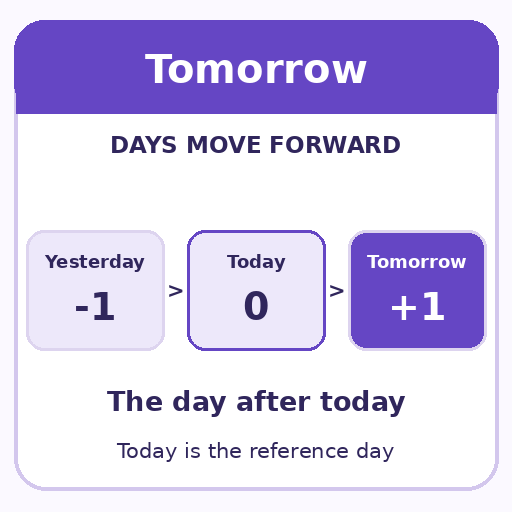 Tomorrow
DAYS MOVE FORWARD
Yesterday > Today > Tomorrow
-1 0 +1
The day after today
Today is the reference day